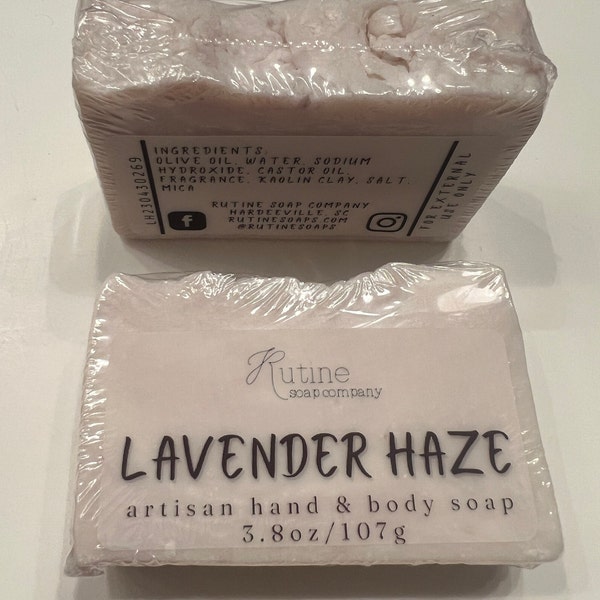 INGREDIENTS:
OLIVE OIL, WATER, SODIUM
HYDROXIDE, CASTOR OIL,
FRAGRANCE, KAOLIN CLAY, SALT,
MICA
RUTINE SOAP COMPANY
HARDEEVILLE, SC
RUTINESOAPS.COM
@RUTINESOAPS
LH230430269
f
FOR EXTERNAL
USE ONLY
Rutine
soap company
LAVENDER HAZE
artisan hand & body soap
3.8oz/107g